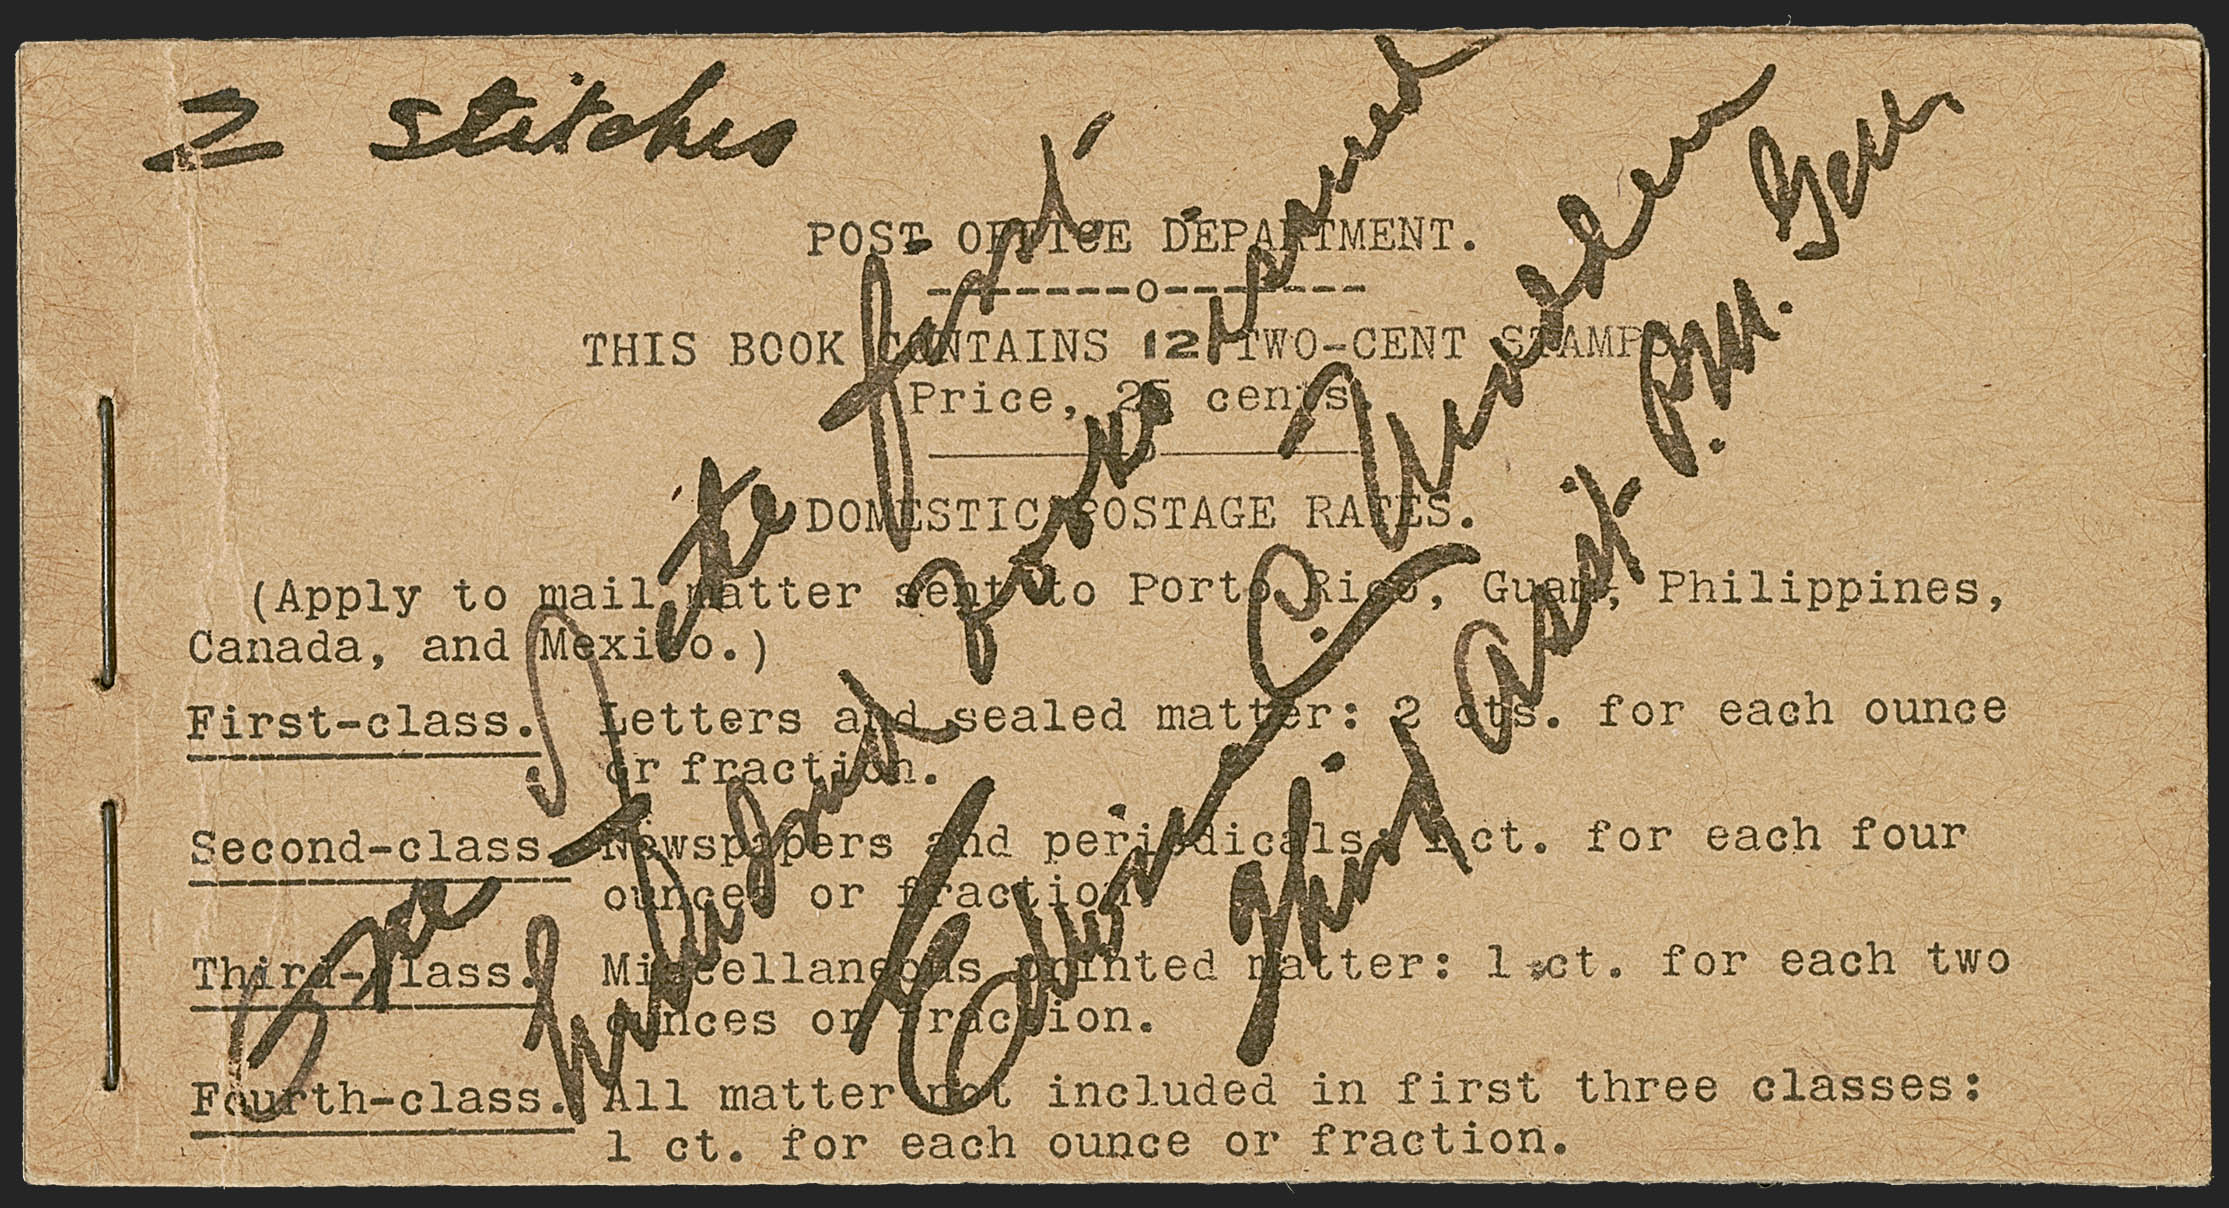 2 stitches
POST OFFICE DEPARTMENT.
--------o--------
THIS BOOK CONTAINS 12 TWO-CENT STAMPS
Price, 25 cents.
DOMESTIC POSTAGE RATES.
(Apply to mail matter sent to Porto Rico, Guam, Philippines,
Canada, and Mexico.)
First-class. Letters and sealed matter: 2 cts. for each ounce
or fraction.
Second-class. Newspapers and periodicals: 1 ct. for each four
ounces or fraction.
Third-class. Miscellaneous printed matter: 1 ct. for each two
ounces or fraction.
Fourth-class. All matter not included in first three classes:
1 ct. for each ounce or fraction.
Edwin C. Madden
Third Asst. P.M. Gen